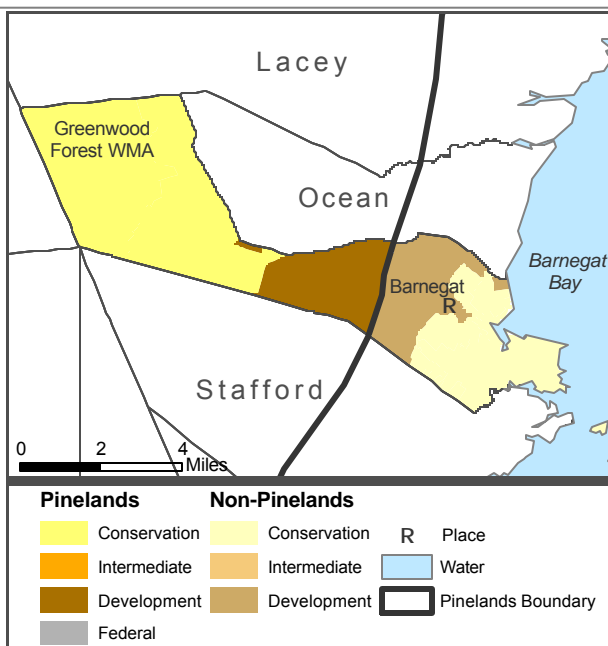 Lacey
Greenwood
Forest WMA
Ocean
Barnegat
R
Barnegat
Bay
Stafford
0 2 4
Miles
Pinelands Non-Pinelands
Conservation Conservation R Place
Intermediate Intermediate Water
Development Development Pinelands Boundary
Federal